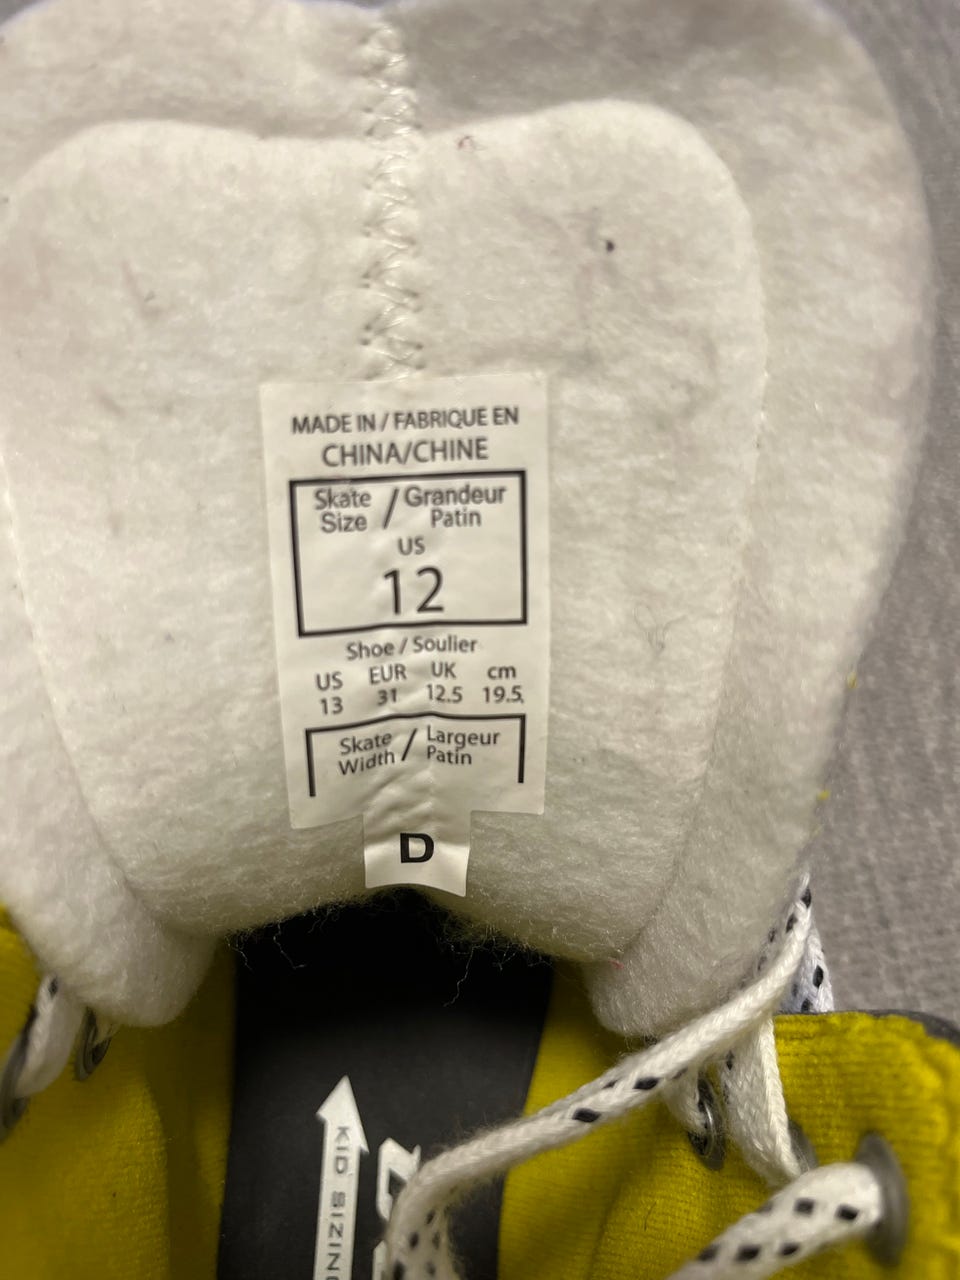 MADE IN / FABRIQUE EN
CHINA/CHINE
Skate Size / Grandeur Patin
US
12
Shoe / Soulier
US EUR UK cm
13 31 12.5 19.5
Skate Width / Largeur Patin
D
KID SIZING